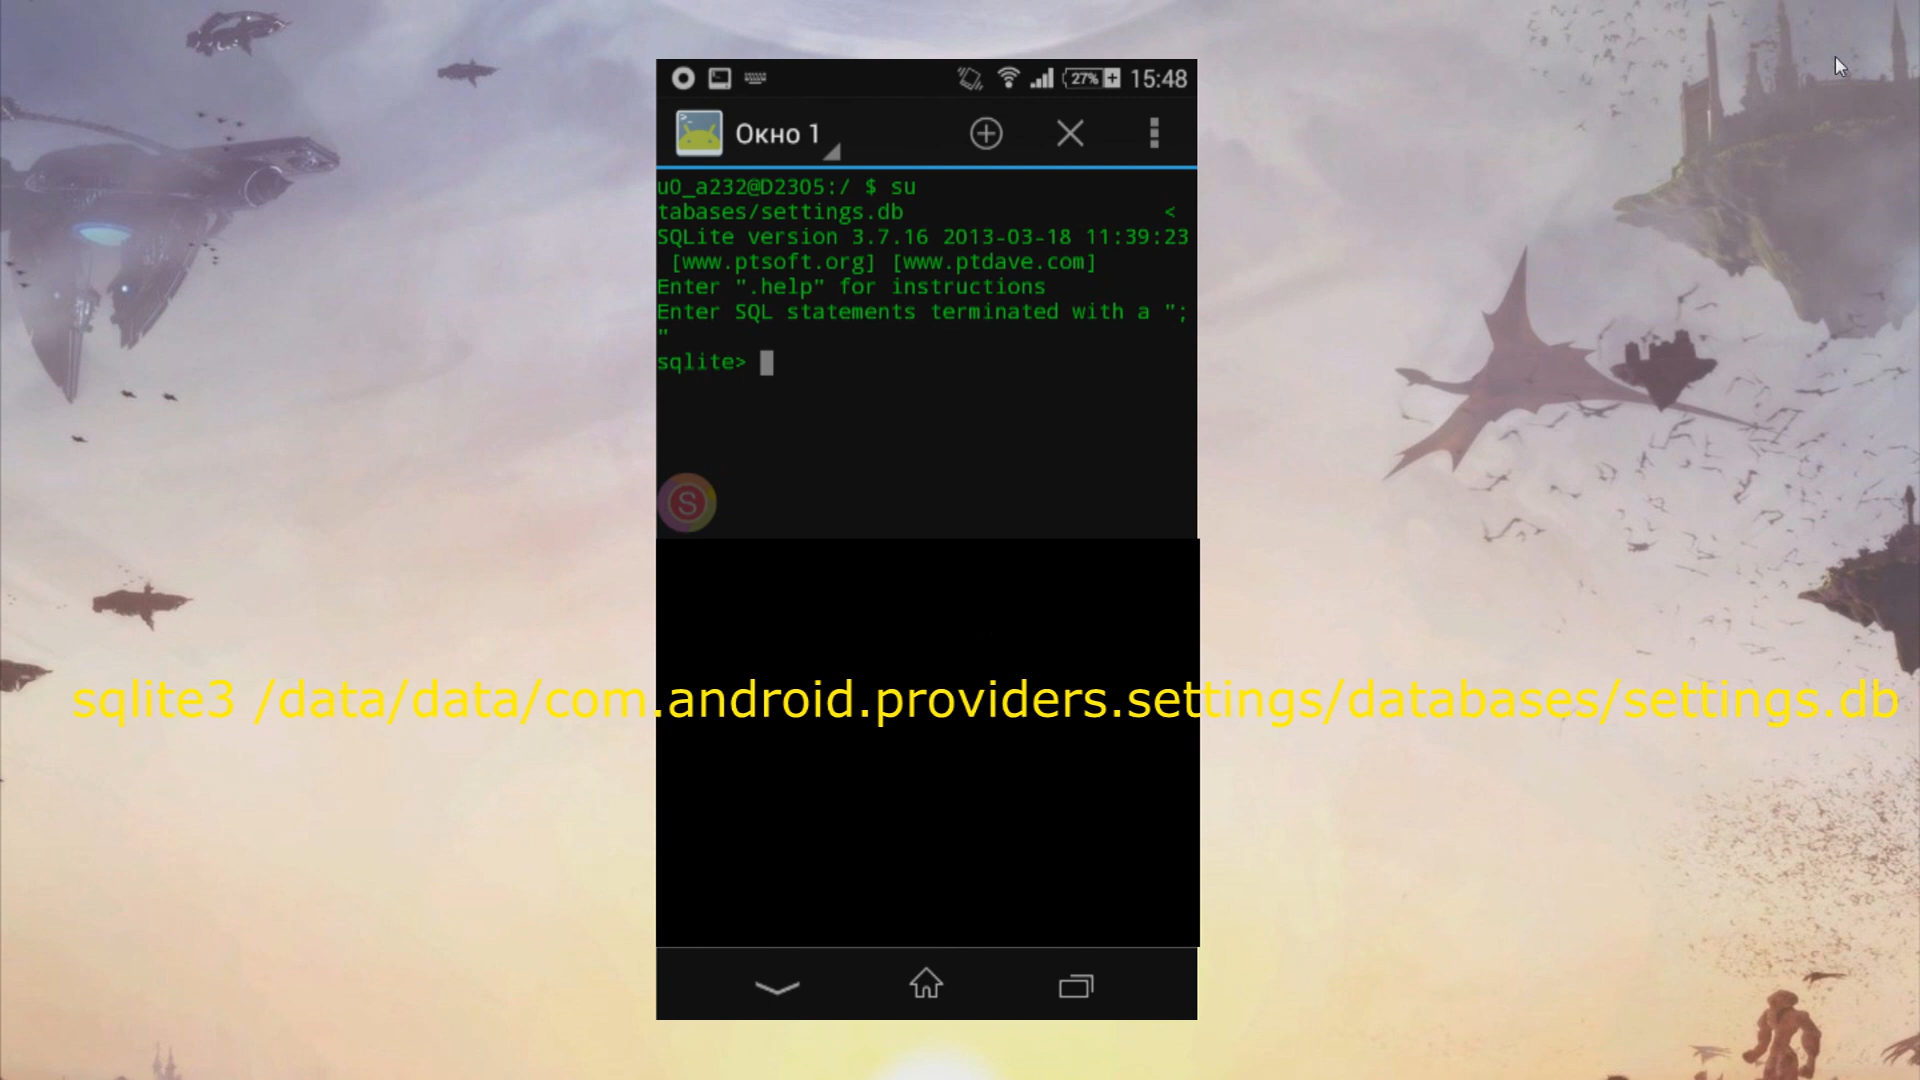 27% 15:48
Окно 1
u0_a232@D2305:/ $ su
tabases/settings.db <
SQLite version 3.7.16 2013-03-18 11:39:23
[www.ptsoft.org] [www.ptdave.com]
Enter ".help" for instructions
Enter SQL statements terminated with a ";
"
sqlite>
S
sqlite3 /data/data/com.android.providers.settings/databases/settings.db